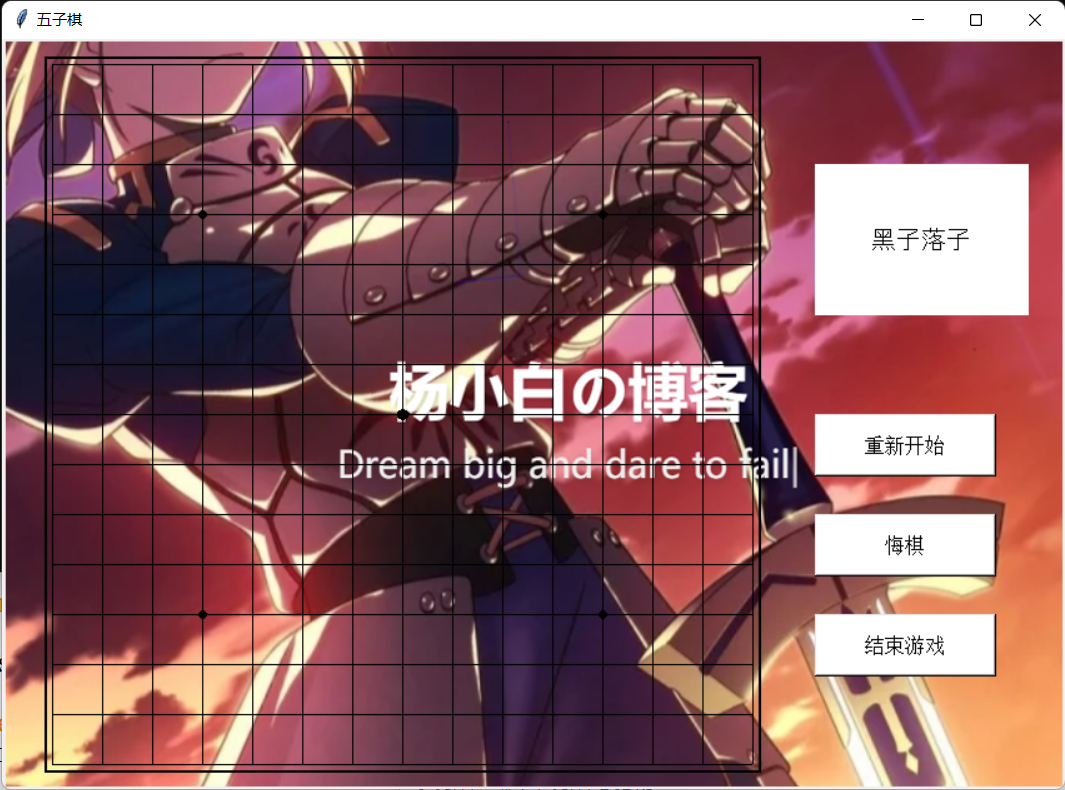 五子棋
黑子落子
杨小白の博客
Dream big and dare to fail|
重新开始
悔棋
结束游戏